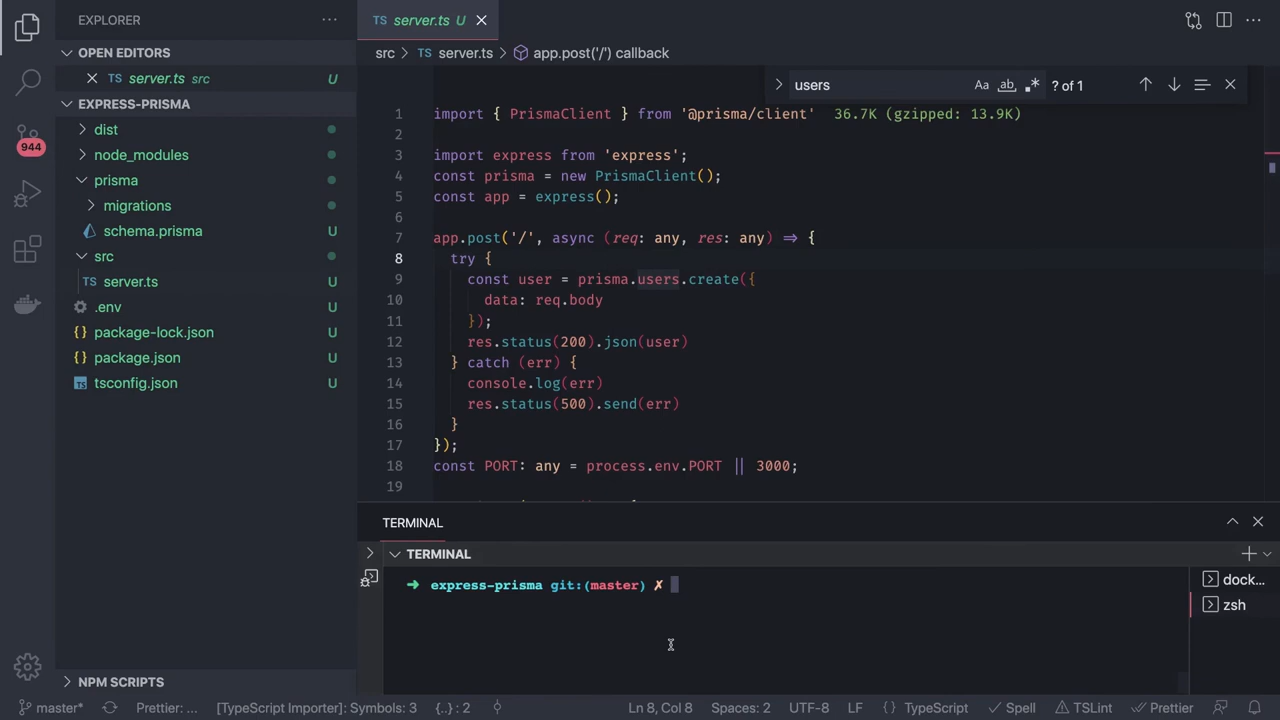 EXPLORER
OPEN EDITORS
TS server.ts src U
EXPRESS-PRISMA
dist
node_modules
prisma
migrations
schema.prisma U
src
TS server.ts U
.env U
{} package-lock.json U
{} package.json U
TS tsconfig.json U
NPM SCRIPTS
944
TS server.ts U
src > TS server.ts > app.post('/') callback
users Aa ab .* ? of 1
1 import { PrismaClient } from '@prisma/client' 36.7K (gzipped: 13.9K)
2
3 import express from 'express';
4 const prisma = new PrismaClient();
5 const app = express();
6
7 app.post('/', async (req: any, res: any) => {
8 try {
9 const user = prisma.users.create({
10 data: req.body
11 });
12 res.status(200).json(user)
13 } catch (err) {
14 console.log(err)
15 res.status(500).send(err)
16 }
17 });
18 const PORT: any = process.env.PORT || 3000;
19
TERMINAL
TERMINAL
➜ express-prisma git:(master) ✗
dock...
zsh
master* Prettier: ... [TypeScript Importer]: Symbols: 3 {..} : 2 Ln 8, Col 8 Spaces: 2 UTF-8 LF {} TypeScript ✓ Spell TSLint Prettier